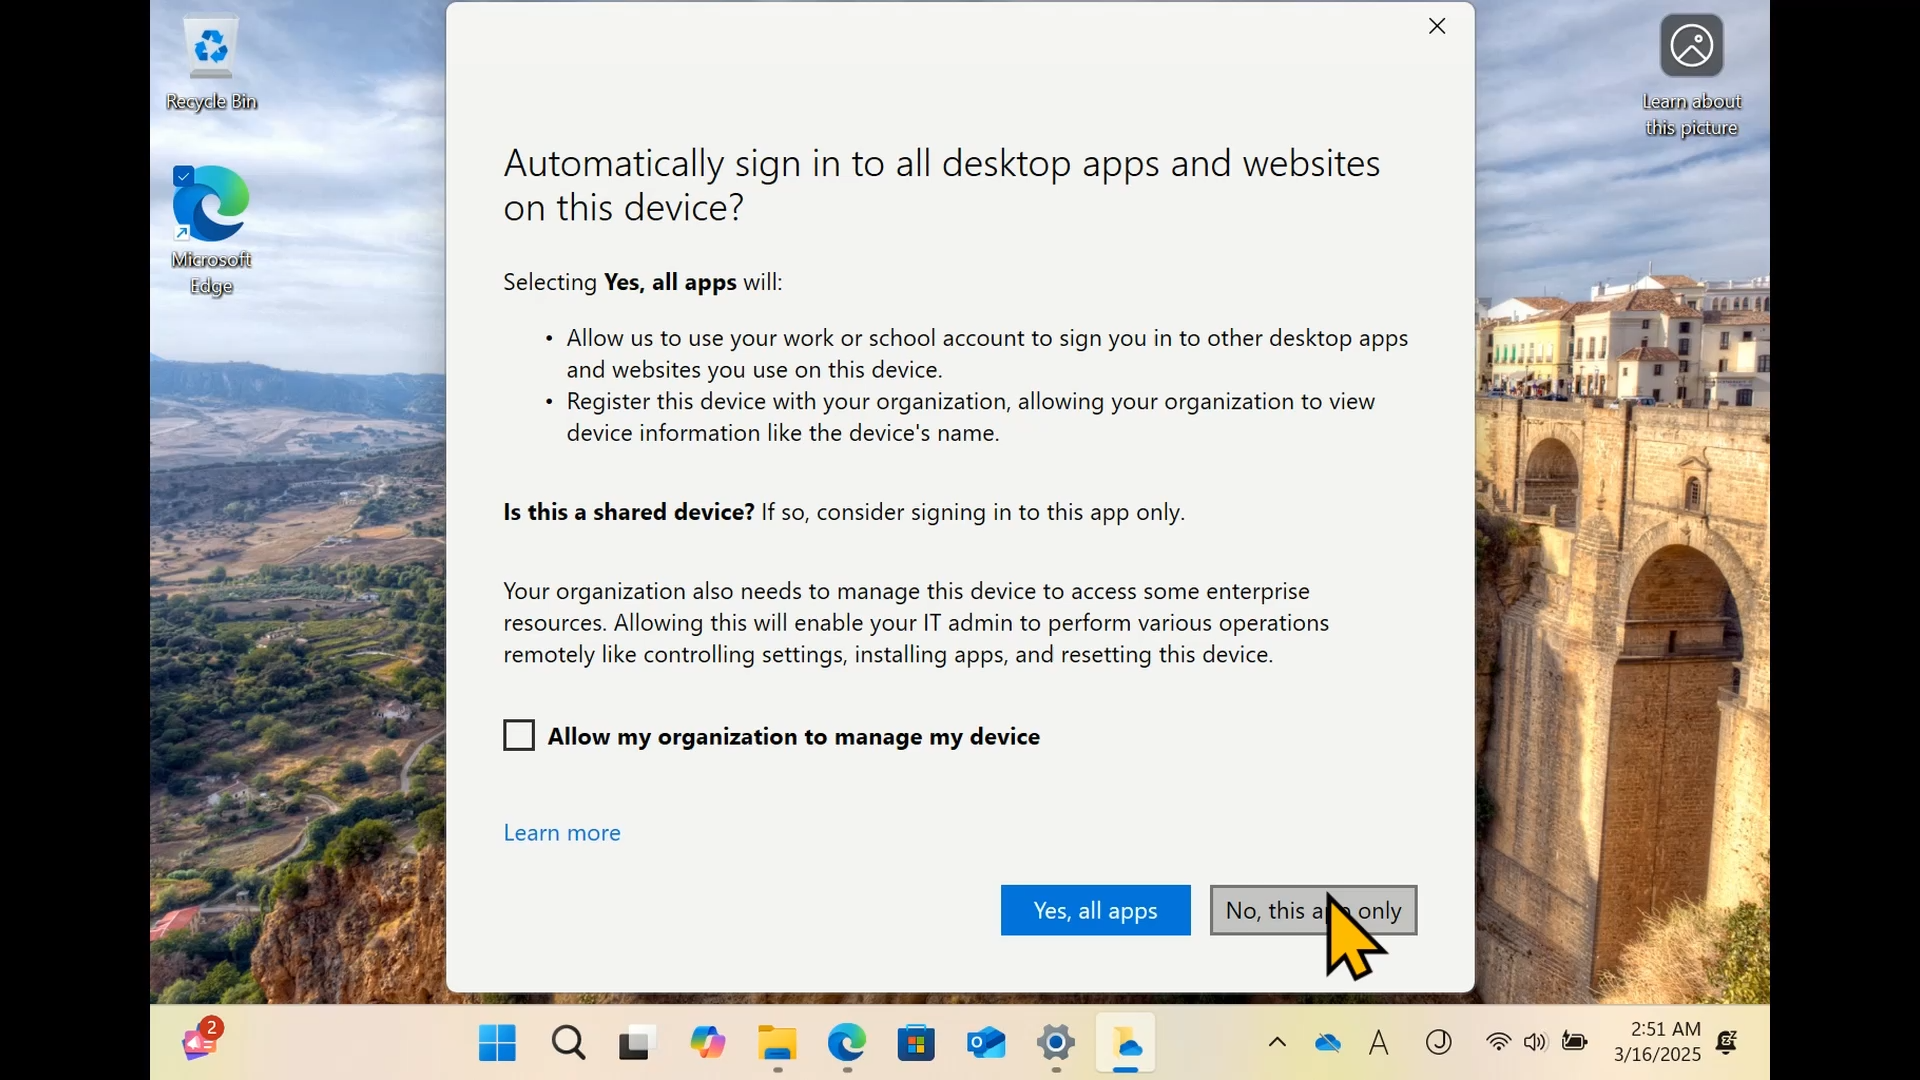 Recycle Bin
Microsoft
Edge
Learn about
this picture
Automatically sign in to all desktop apps and websites
on this device?
Selecting Yes, all apps will:
• Allow us to use your work or school account to sign you in to other desktop apps
and websites you use on this device.
• Register this device with your organization, allowing your organization to view
device information like the device's name.
Is this a shared device? If so, consider signing in to this app only.
Your organization also needs to manage this device to access some enterprise
resources. Allowing this will enable your IT admin to perform various operations
remotely like controlling settings, installing apps, and resetting this device.
Allow my organization to manage my device
Learn more
Yes, all apps
No, this app only
2
A
J
2:51 AM
3/16/2025